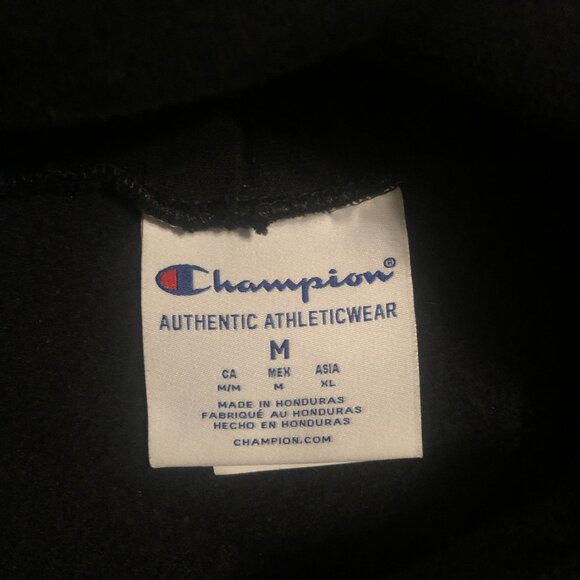 Champion®
AUTHENTIC ATHLETICWEAR
M
CA MEX ASIA
M/M M XL
MADE IN HONDURAS
FABRIQUÉ AU HONDURAS
HECHO EN HONDURAS
CHAMPION.COM